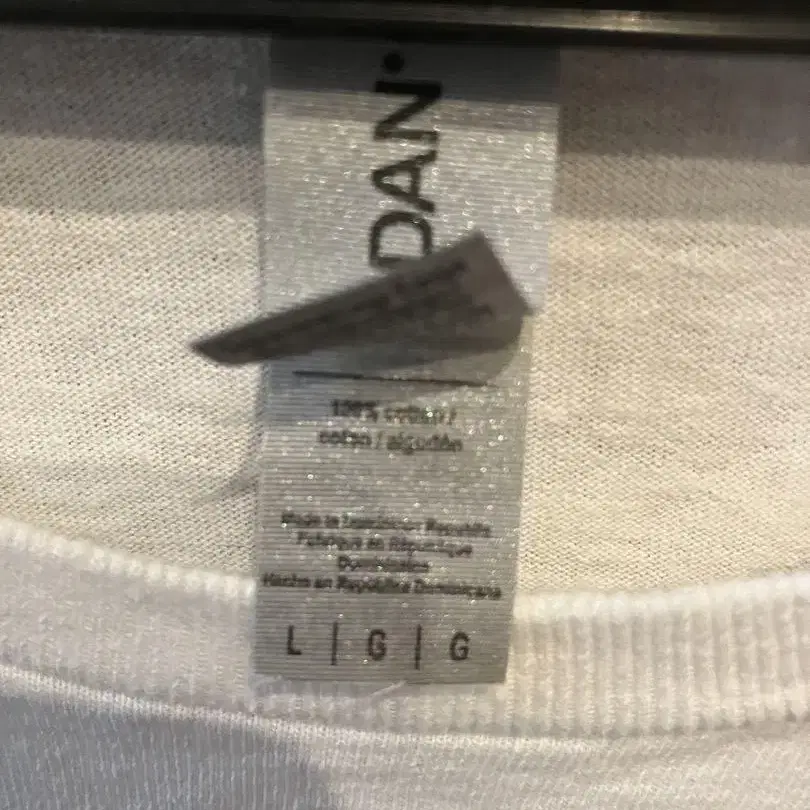 DAN
100% cotton /
coton / algodón
Made in Dominican Republic
Fabriqué en République
Dominicaine
Hecho en República Dominicana
L | G | G